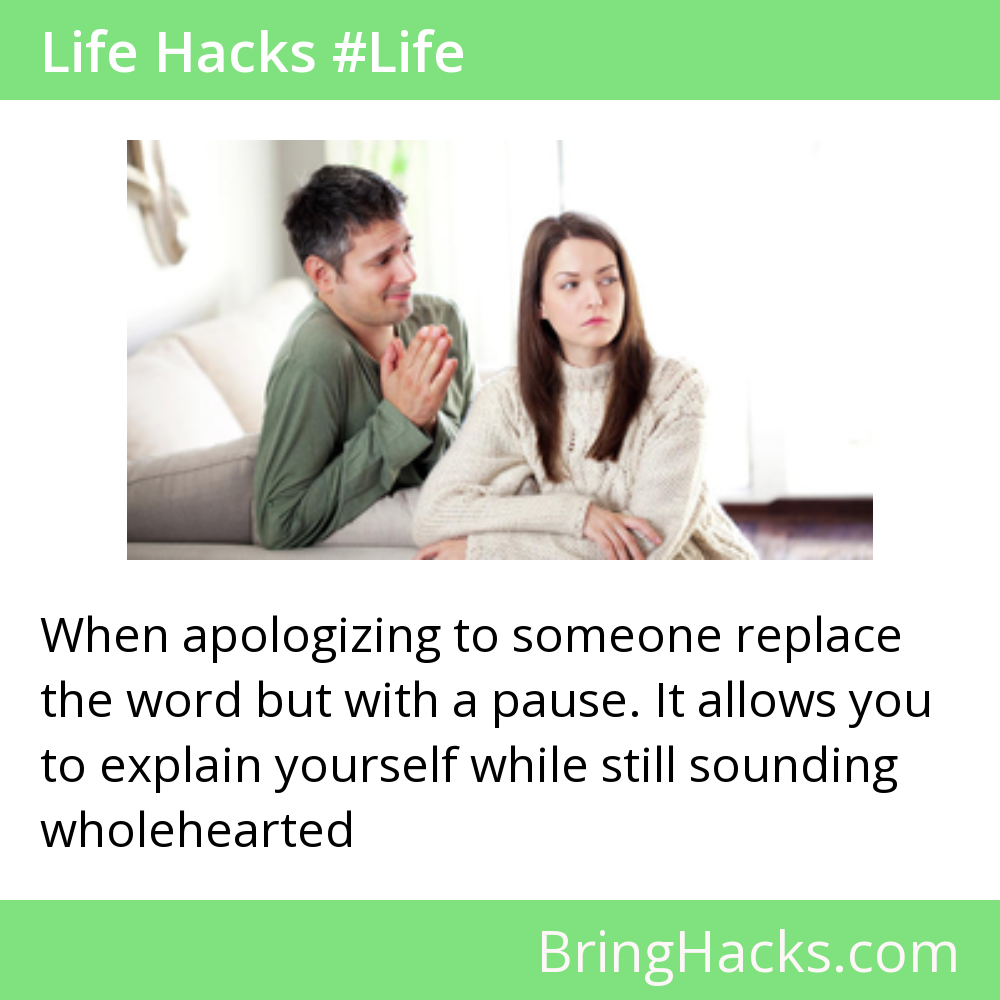 Life Hacks #Life
When apologizing to someone replace
the word but with a pause. It allows you
to explain yourself while still sounding
wholehearted
BringHacks.com